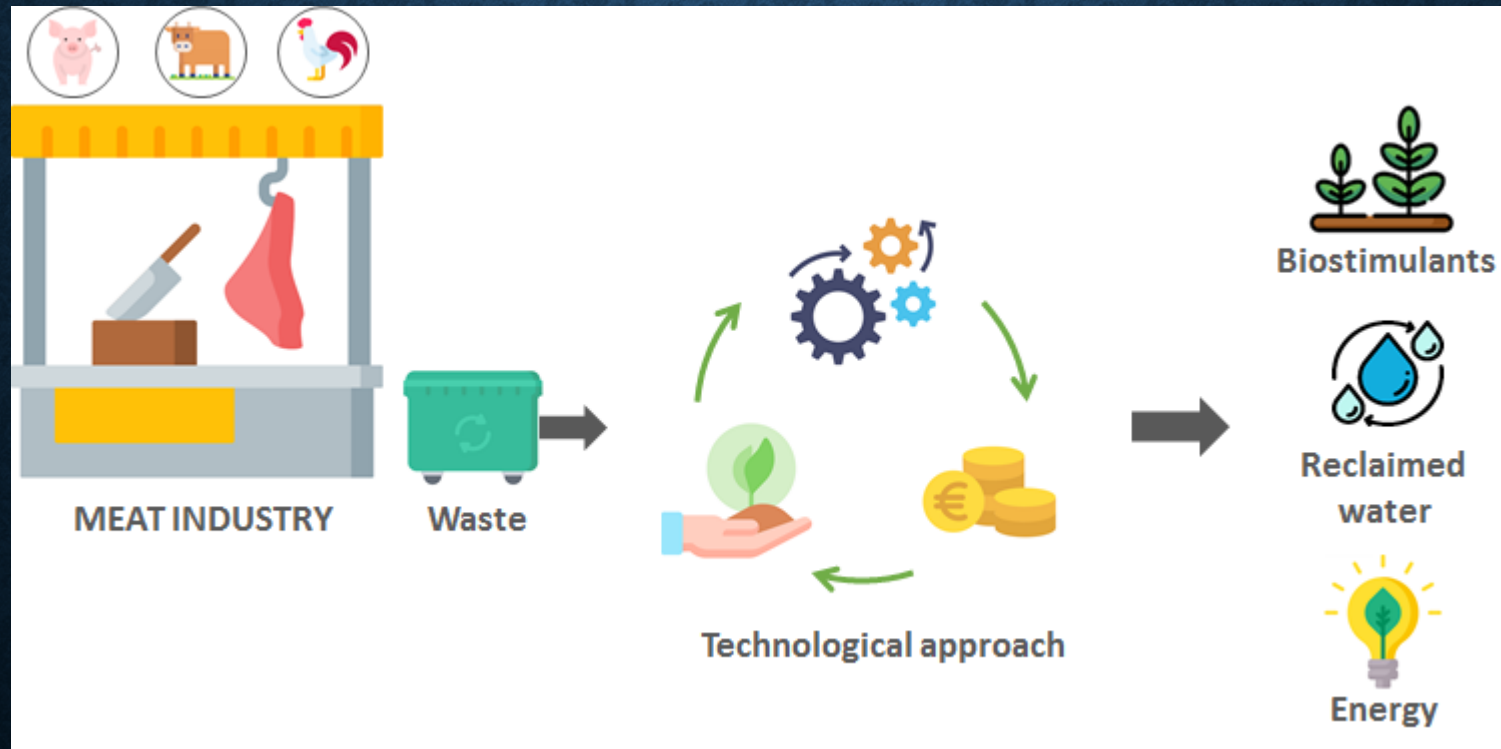 MEAT INDUSTRY
Waste
€
Technological approach
Biostimulants
Reclaimed
water
Energy